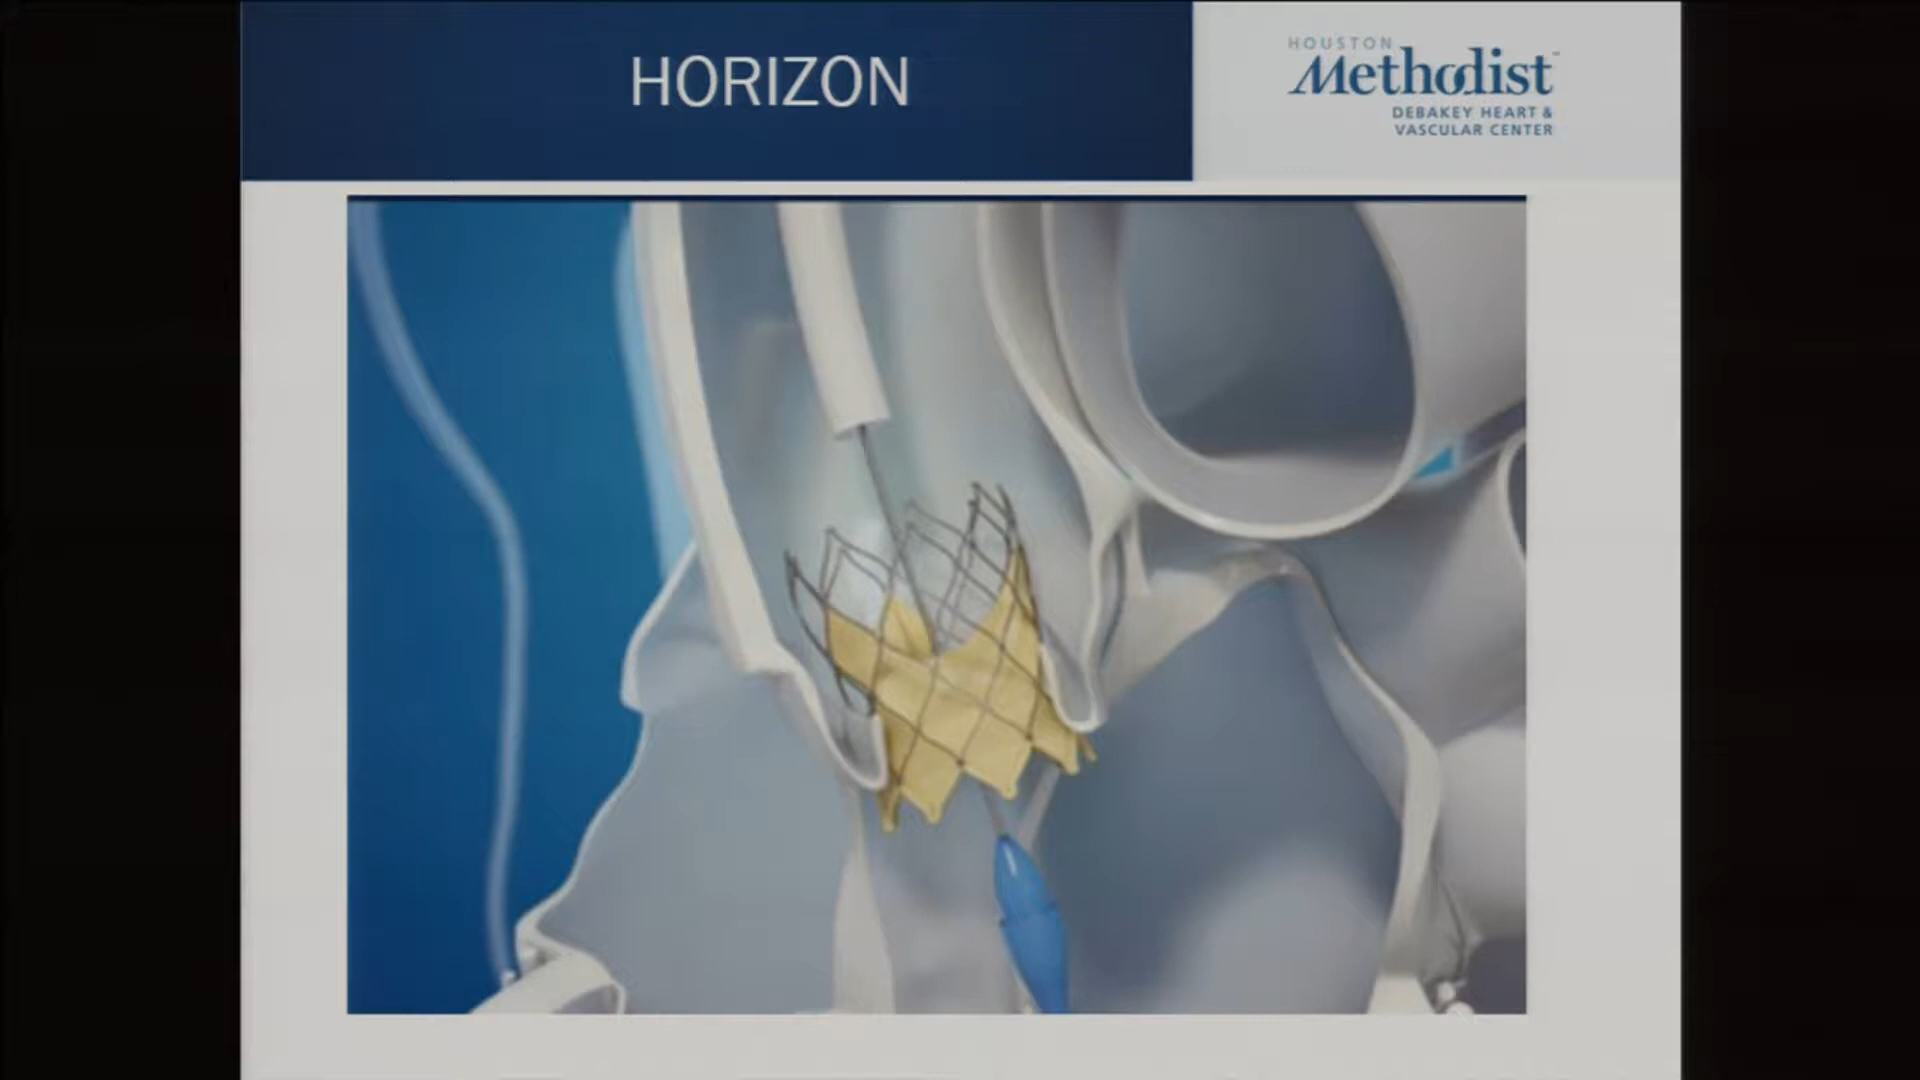 HORIZON
HOUSTON
Methodist
DEBAKEY HEART &
VASCULAR CENTER